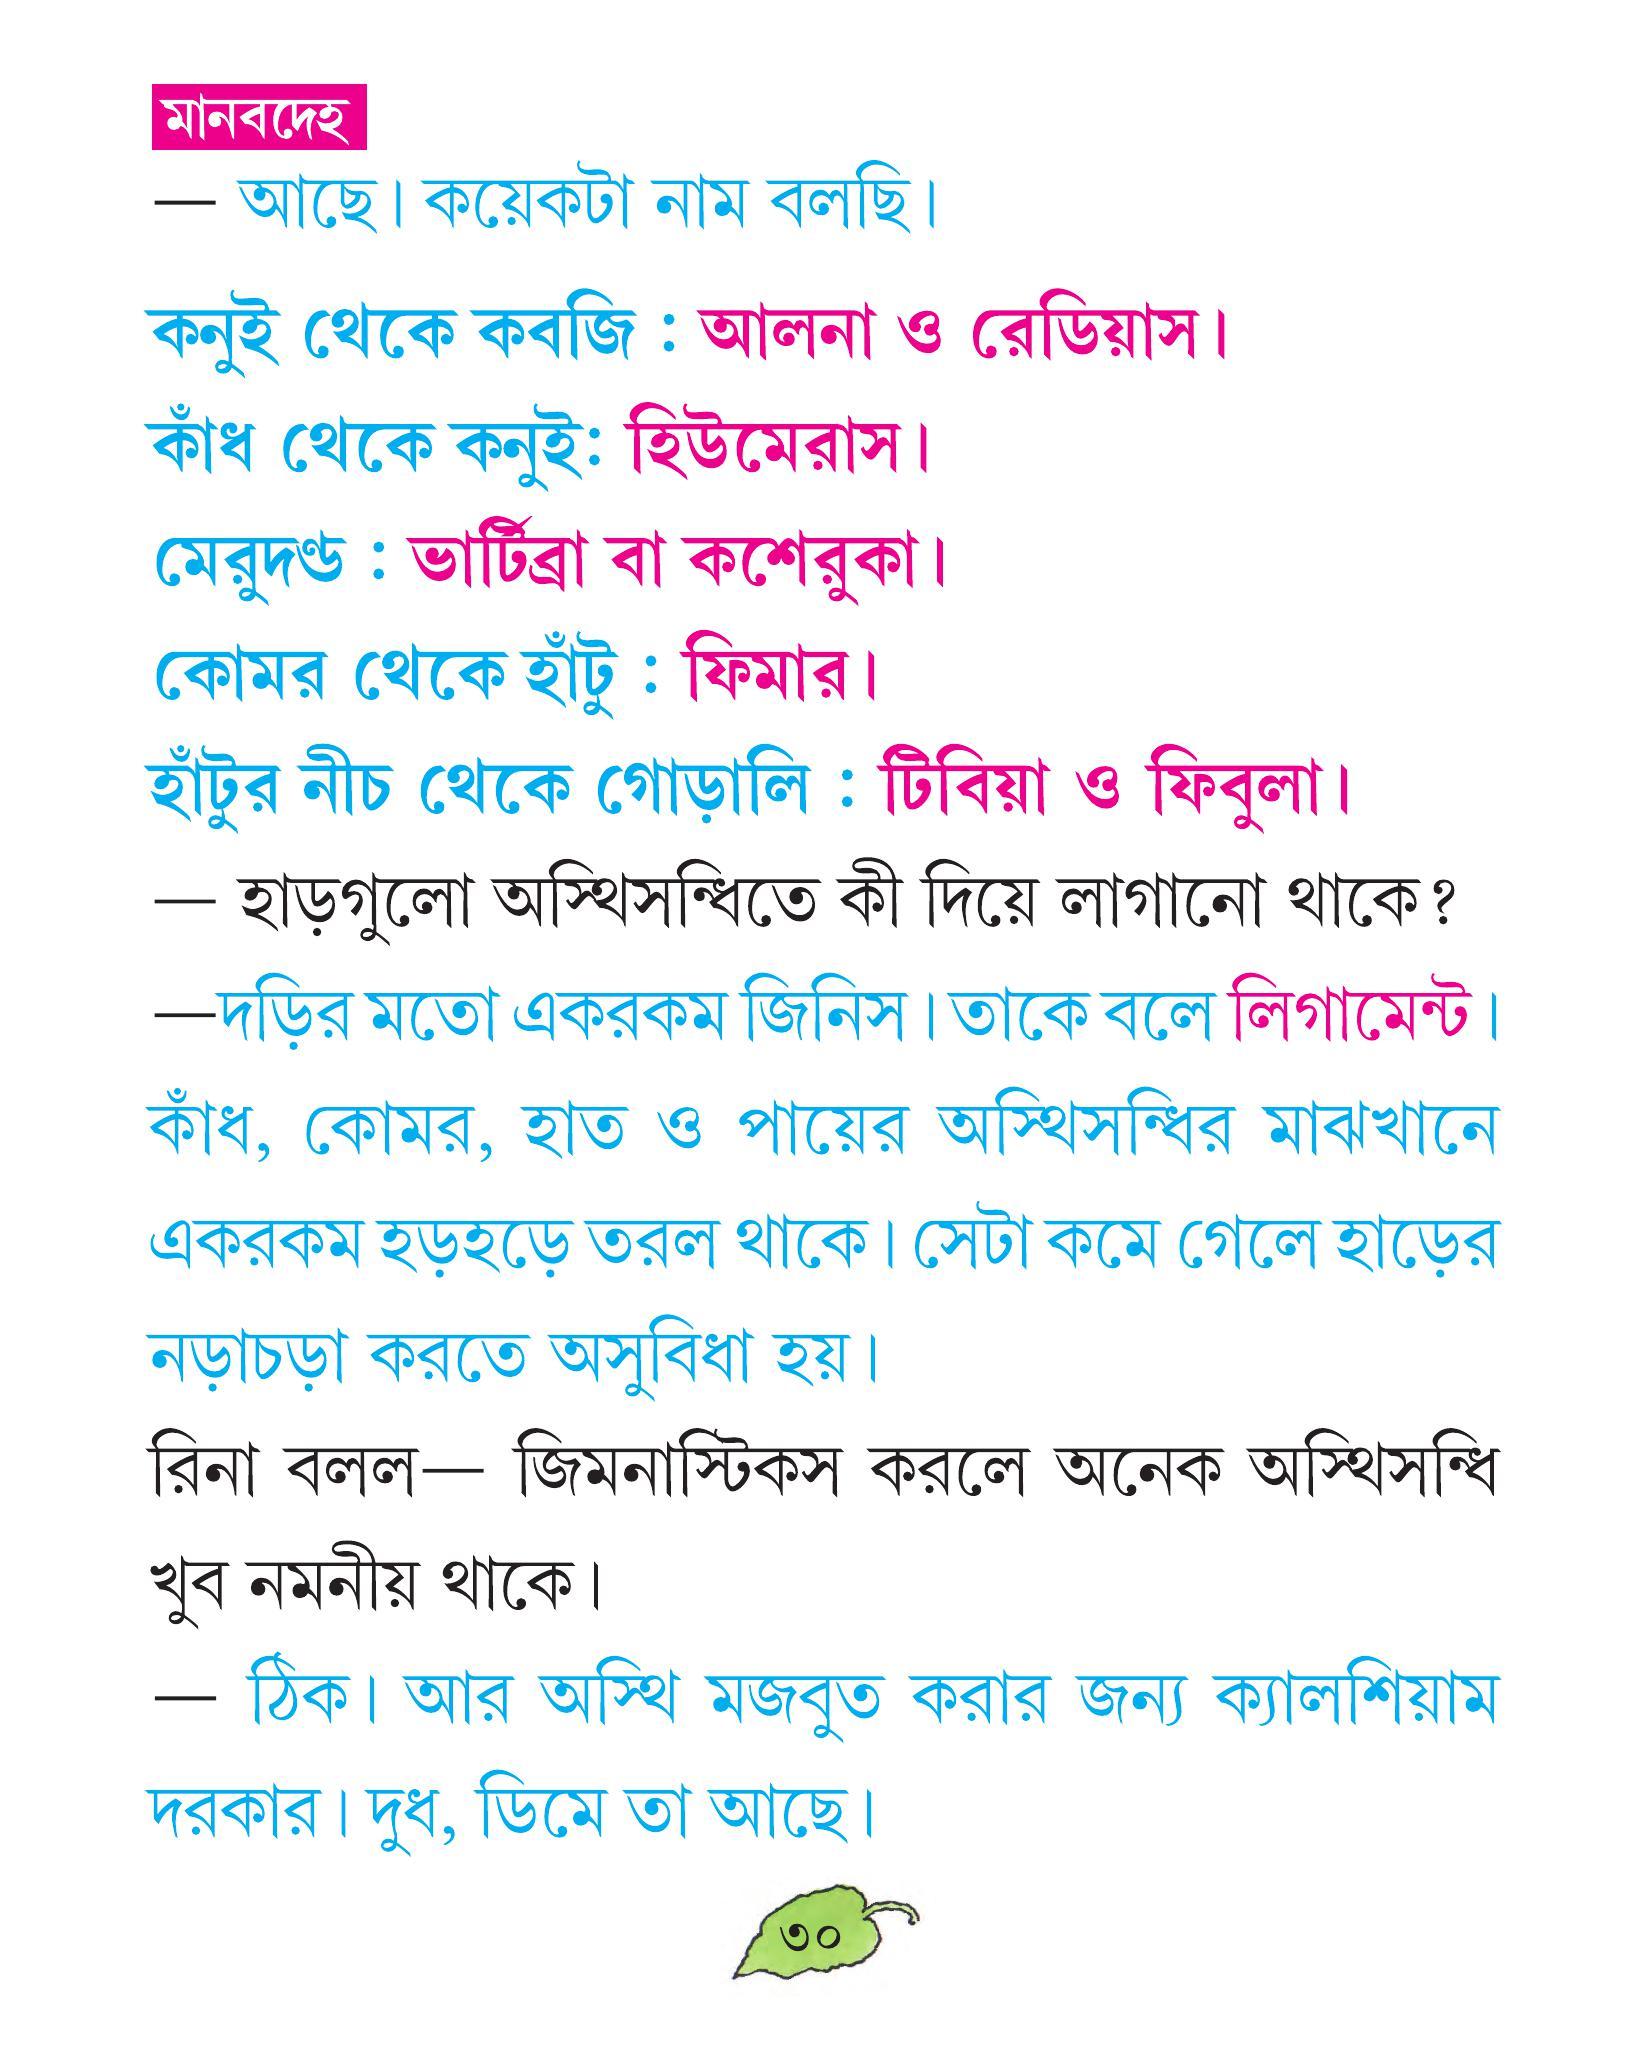 মানবদেহ
— আছে। কয়েকটা নাম বলছি।
কনুই থেকে কবজি : আলনা ও রেডিয়াস।
কাঁধ থেকে কনুই: হিউমেরাস।
মেরুদণ্ড : ভার্টিব্রা বা কশেরুকা।
কোমর থেকে হাঁটু : ফিমার।
হাঁটুর নীচ থেকে গোড়ালি : টিবিয়া ও ফিবুলা।
— হাড়গুলো অস্থিসন্ধিতে কী দিয়ে লাগানো থাকে?
—দড়ির মতো একরকম জিনিস। তাকে বলে লিগামেন্ট।
কাঁধ, কোমর, হাত ও পায়ের অস্থিসন্ধির মাঝখানে
একরকম হড়হড়ে তরল থাকে। সেটা কমে গেলে হাড়ের
নড়াচড়া করতে অসুবিধা হয়।
রিনা বলল— জিমনাস্টিকস করলে অনেক অস্থিসন্ধি
খুব নমনীয় থাকে।
— ঠিক। আর অস্থি মজবুত করার জন্য ক্যালশিয়াম
দরকার। দুধ, ডিমে তা আছে।
৩০